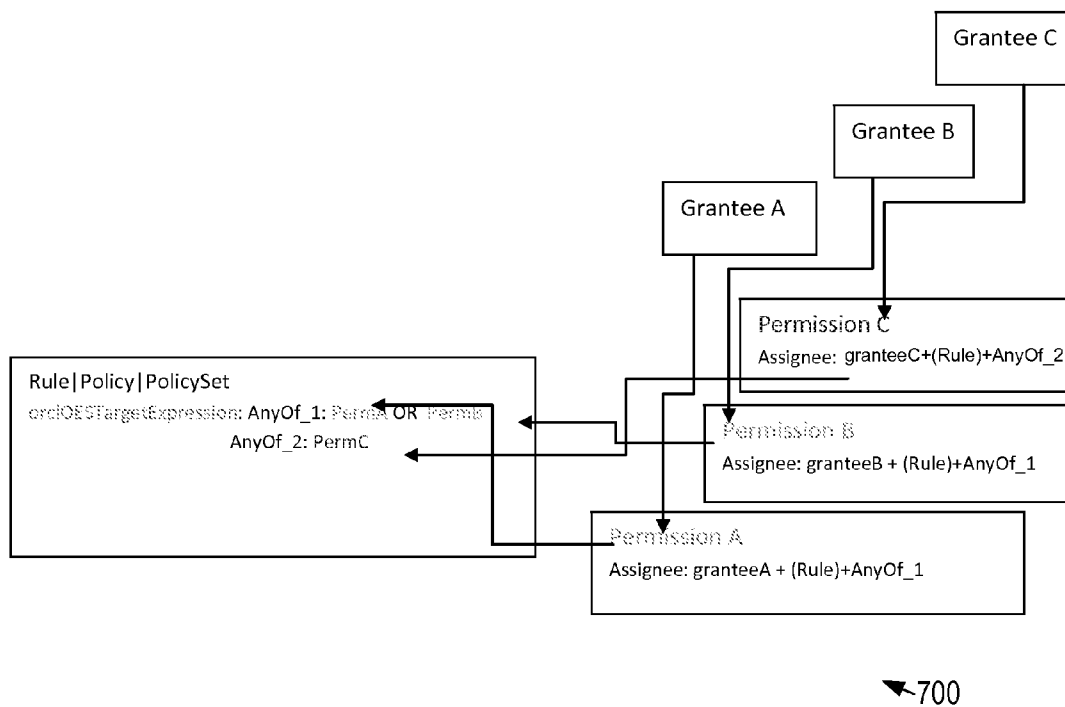 Grantee C
Grantee B
Grantee A
Permission C
Assignee: granteeC+(Rule)+AnyOf_2
Rule|Policy|PolicySet
orclOESTargetExpression: AnyOf_1: PermA OR PermB
AnyOf_2: PermC
Permission B
Assignee: granteeB + (Rule)+AnyOf_1
Permission A
Assignee: granteeA + (Rule)+AnyOf_1
700